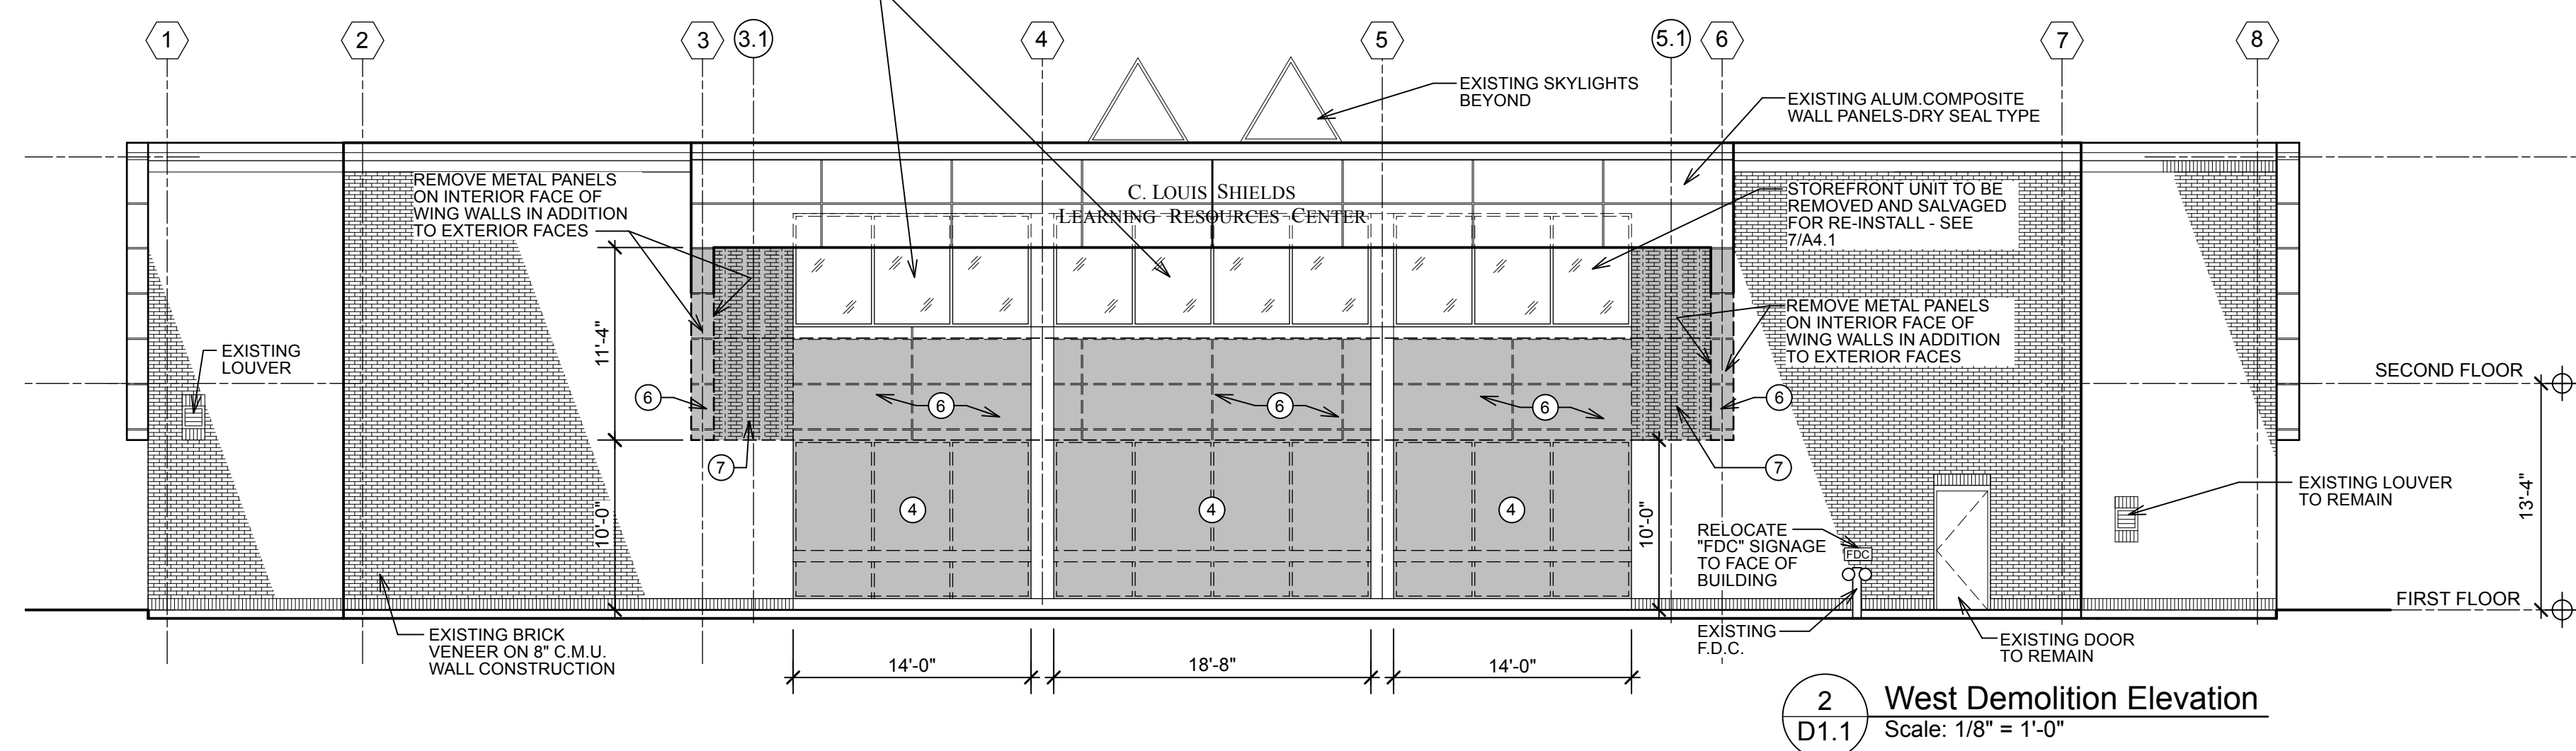 1
2
3
3.1
4
5
5.1
6
7
8
EXISTING SKYLIGHTS
BEYOND
EXISTING ALUM.COMPOSITE
WALL PANELS-DRY SEAL TYPE
REMOVE METAL PANELS
ON INTERIOR FACE OF
WING WALLS IN ADDITION
TO EXTERIOR FACES
C. LOUIS SHIELDS
LEARNING RESOURCES CENTER
STOREFRONT UNIT TO BE
REMOVED AND SALVAGED
FOR RE-INSTALL - SEE
7/A4.1
REMOVE METAL PANELS
ON INTERIOR FACE OF
WING WALLS IN ADDITION
TO EXTERIOR FACES
EXISTING
LOUVER
11'-4"
SECOND FLOOR
6
6
6
6
6
7
7
10'-0"
4
4
4
10'-0"
RELOCATE
"FDC" SIGNAGE
TO FACE OF
BUILDING
FDC
EXISTING LOUVER
TO REMAIN
13'-4"
FIRST FLOOR
EXISTING BRICK
VENEER ON 8" C.M.U.
WALL CONSTRUCTION
EXISTING
F.D.C.
EXISTING DOOR
TO REMAIN
14'-0"
18'-8"
14'-0"
2
D1.1
West Demolition Elevation
Scale: 1/8" = 1'-0"